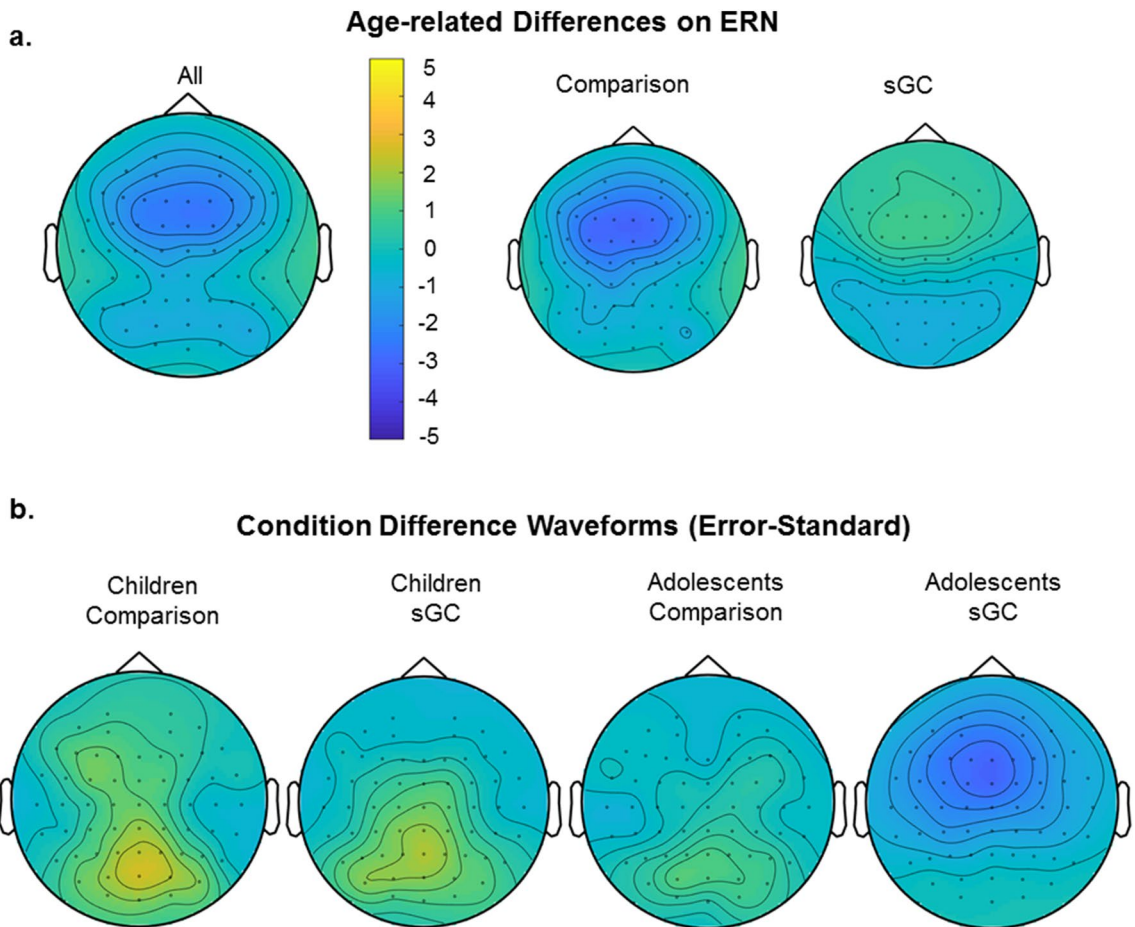 Age-related Differences on ERN
a.
All
Comparison
sGC
5
4
3
2
1
0
-1
-2
-3
-4
-5
b.
Condition Difference Waveforms (Error-Standard)
Children
Comparison
Children
sGC
Adolescents
Comparison
Adolescents
sGC